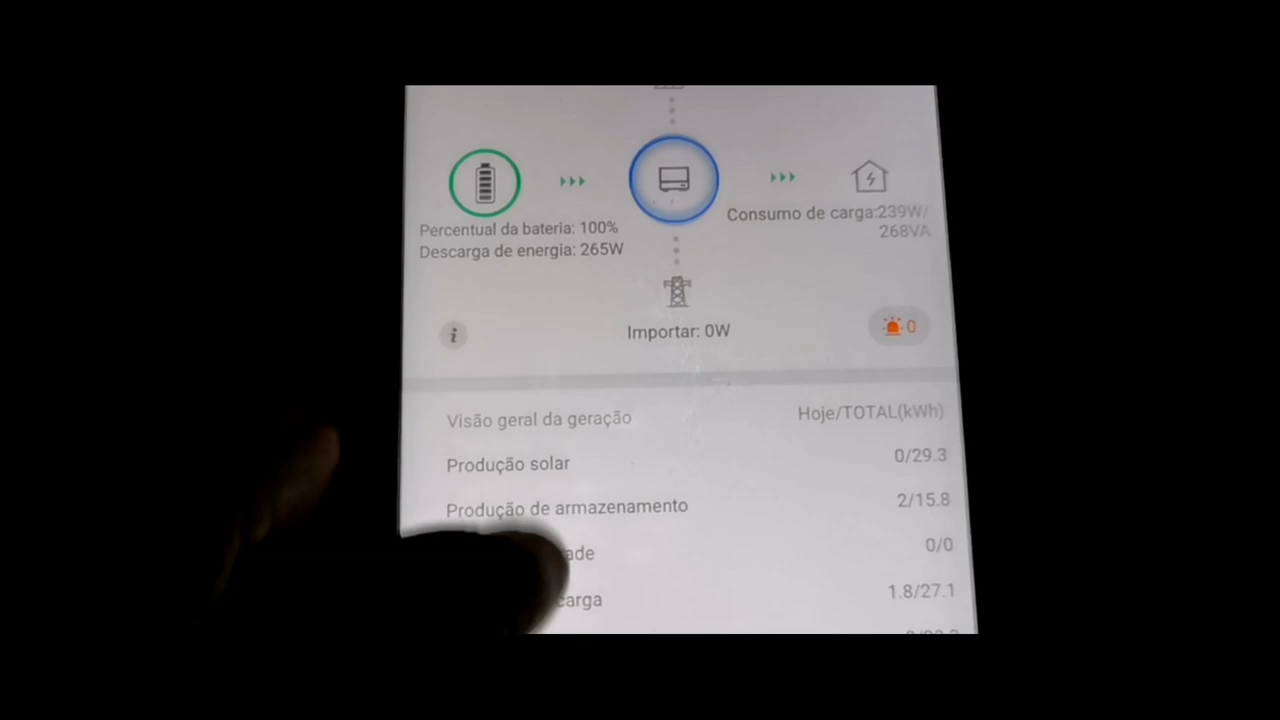 Percentual da bateria: 100%
Descarga de energia: 265W
Consumo de carga:239W/
268VA
Importar: 0W
i
0
Visão geral da geração
Hoje/TOTAL(kWh)
Produção solar
0/29.3
Produção de armazenamento
2/15.8
0/0
carga
1.8/27.1